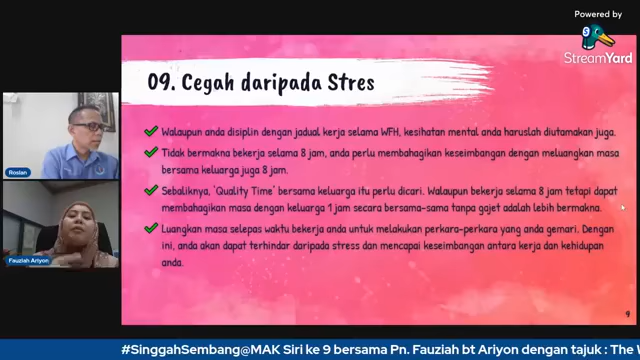 Powered by
StreamYard
09. Cegah daripada Stres
Walaupun anda disiplin dengan jadual kerja selama WFH, kesihatan mental anda haruslah diutamakan juga.
Tidak bermakna bekerja selama 8 jam, anda perlu membahagikan keseimbangan dengan meluangkan masa
bersama keluarga juga 8 jam.
Sebaliknya, 'Quality Time' bersama keluarga itu perlu dicari. Walaupun bekerja selama 8 jam tetapi dapat
membahagikan masa dengan keluarga 1 jam secara bersama-sama tanpa gajet adalah lebih bermakna.
Luangkan masa selepas waktu bekerja anda untuk melakukan perkara-perkara yang anda gemari. Dengan
ini, anda akan dapat terhindar daripada stress dan mencapai keseimbangan antara kerja dan kehidupan
anda.
9
Roslan
Fauziah Ariyon
#SinggahSembang@MAK Siri ke 9 bersama Pn. Fauziah bt Ariyon dengan tajuk : The W